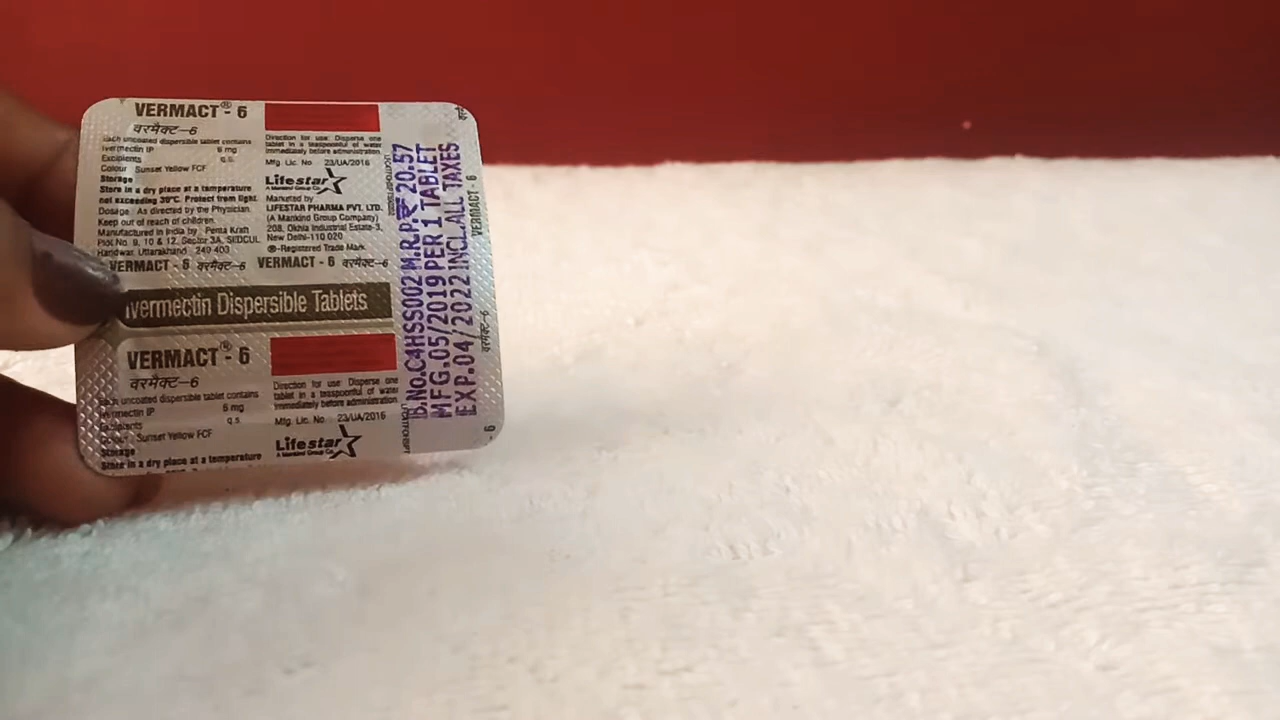 VERMACT® - 6
वरमैक्ट–6
Each uncoated dispersible tablet contains
Ivermectin IP 6 mg
Excipients q.s.
Colour : Sunset Yellow FCF
Storage
Store in a dry place at a temperature
not exceeding 30°C. Protect from light.
Dosage : As directed by the Physician.
Keep out of reach of children.
Manufactured in India by : Penta Kraft
Plot No. 9, 10 & 12, Sector 3A, SIDCUL
Haridwar, Uttarakhand - 249 403
Direction for use: Disperse one
tablet in a teaspoonful of water
immediately before administration.
Mfg. Lic. No. : 23/UA/2016
Lifestar
A Mankind Group Co.
Marketed by
LIFESTAR PHARMA PVT. LTD.
(A Mankind Group Company)
208, Okhla Industrial Estate-3,
New Delhi-110 020
®-Registered Trade Mark
VERMACT - 6 वरमैक्ट–6 VERMACT - 6 वरमैक्ट–6
Ivermectin Dispersible Tablets
VERMACT® - 6
वरमैक्ट–6
Each uncoated dispersible tablet contains
Ivermectin IP 6 mg
Excipients q.s.
Colour : Sunset Yellow FCF
Storage
Store in a dry place at a temperature
Direction for use: Disperse one
tablet in a teaspoonful of water
immediately before administration.
Mfg. Lic. No. : 23/UA/2016
Lifestar
A Mankind Group Co.
B.No.C4HSS002 M.R.P.₹ 20.57
MFG.05/2019 PER 1 TABLET
EXP.04/2022 INCL.ALL TAXES
VERMACT - 6
वरमैक्ट–6
- 6